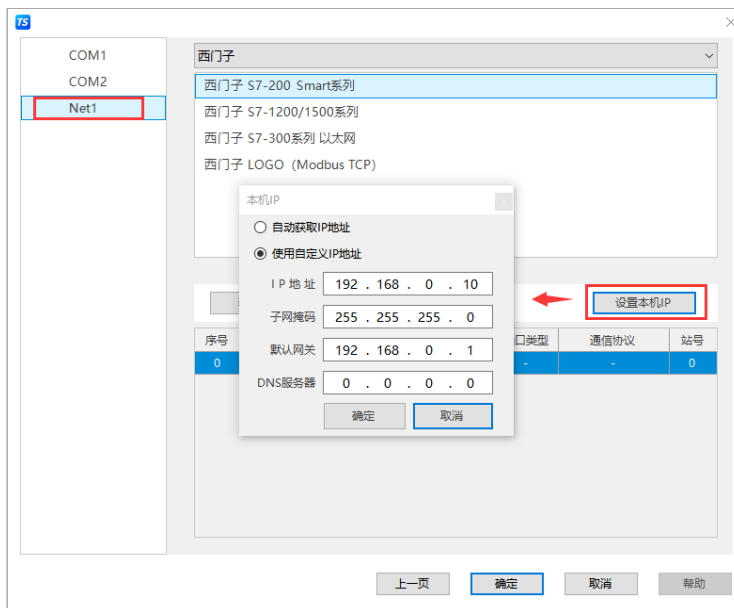 TS
COM1
COM2
Net1
西门子
西门子 S7-200 Smart系列
西门子 S7-1200/1500系列
西门子 S7-300系列 以太网
西门子 LOGO（Modbus TCP）
本机IP
自动获取IP地址
使用自定义IP地址
IP地址 192 . 168 . 0 . 10
子网掩码 255 . 255 . 255 . 0
默认网关 192 . 168 . 0 . 1
DNS服务器 0 . 0 . 0 . 0
确定 取消
设置本机IP
序号 口类型 通信协议 站号
0 - - 0
上一页 确定 取消 帮助